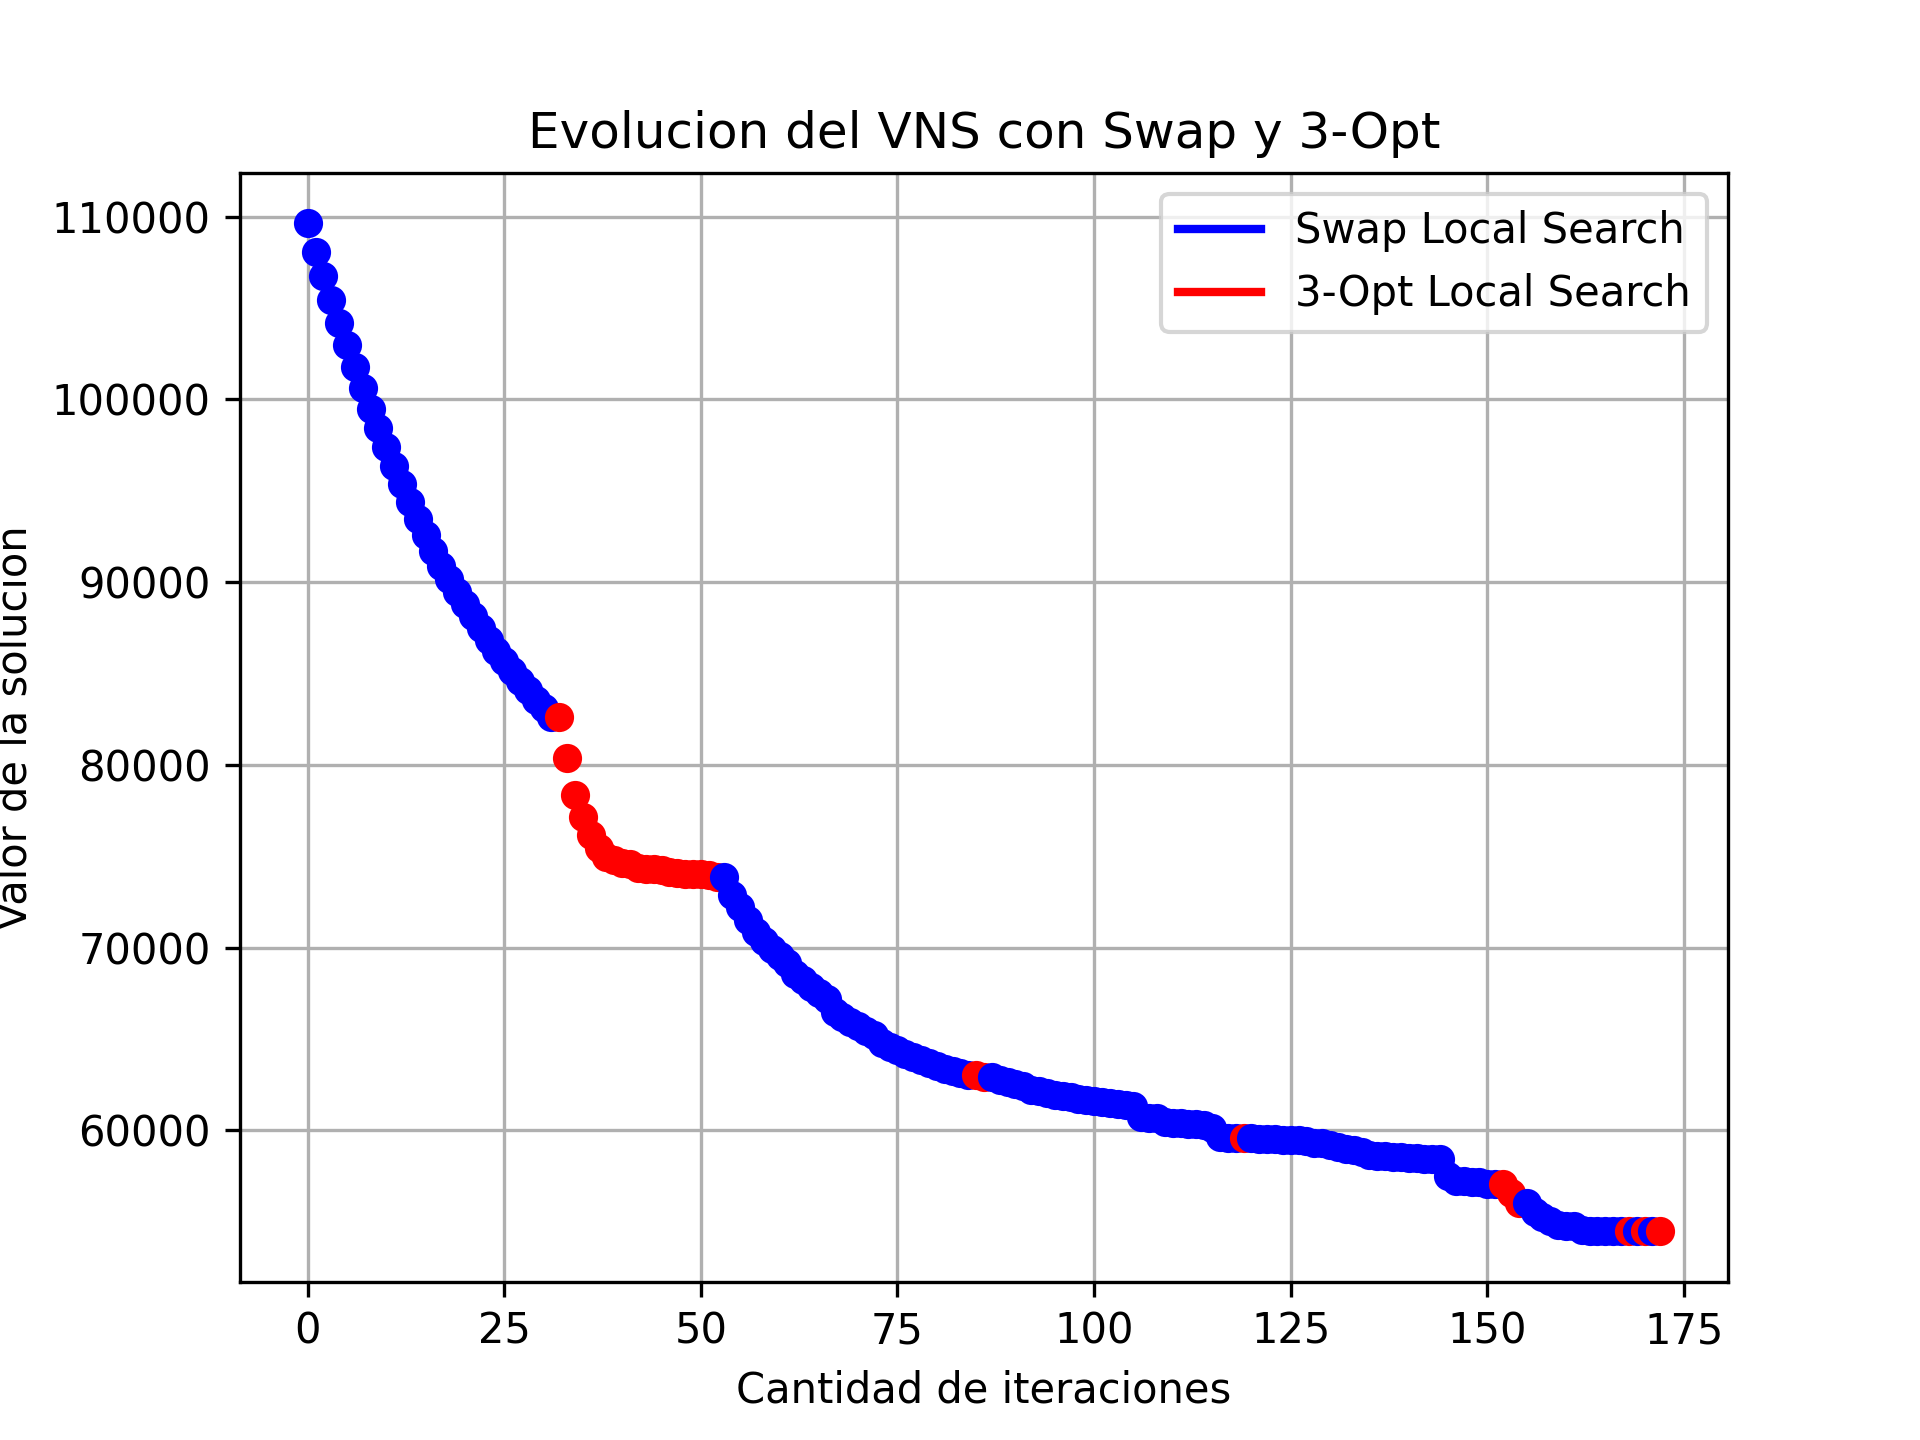 Evolucion del VNS con Swap y 3-Opt
Swap Local Search
3-Opt Local Search
110000
100000
90000
80000
70000
60000
Valor de la solucion
0 25 50 75 100 125 150 175
Cantidad de iteraciones